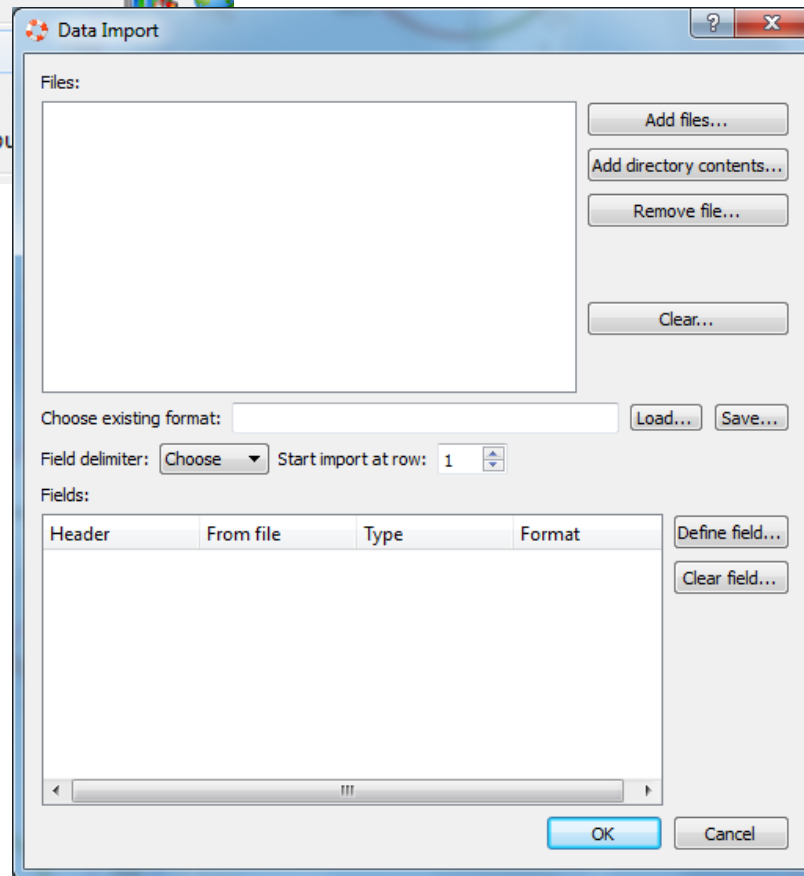 Data Import
Files:
Add files...
Add directory contents...
Remove file...
Clear...
Choose existing format: Load... Save...
Field delimiter: Choose Start import at row: 1
Fields:
Header From file Type Format
Define field...
Clear field...
OK Cancel